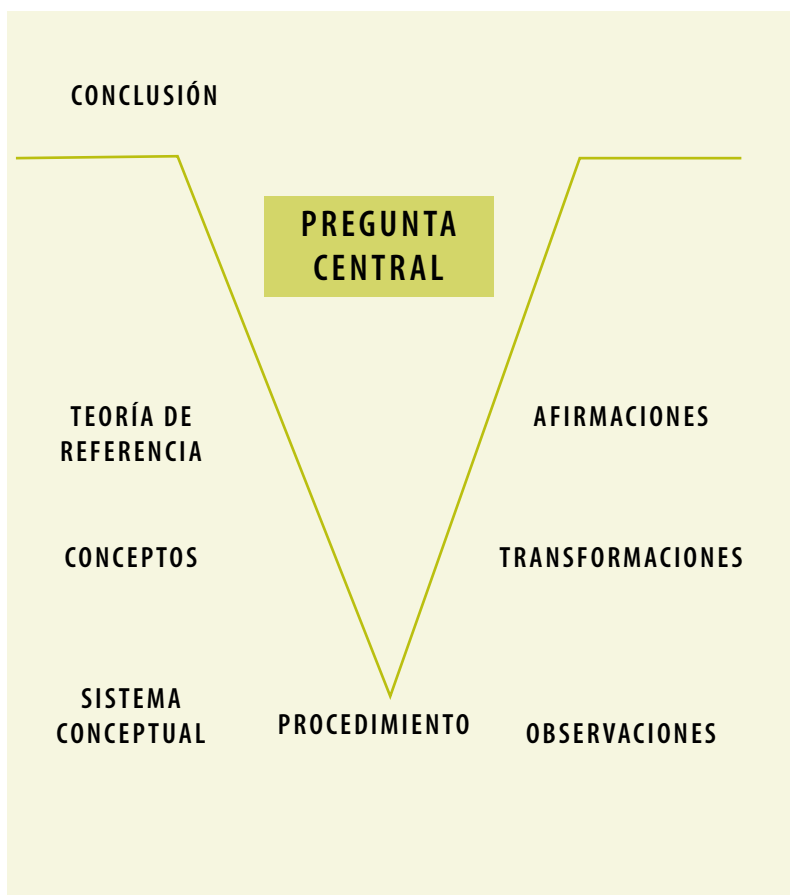 CONCLUSIÓN
PREGUNTA
CENTRAL
TEORÍA DE
REFERENCIA
AFIRMACIONES
CONCEPTOS
TRANSFORMACIONES
SISTEMA
CONCEPTUAL
PROCEDIMIENTO
OBSERVACIONES